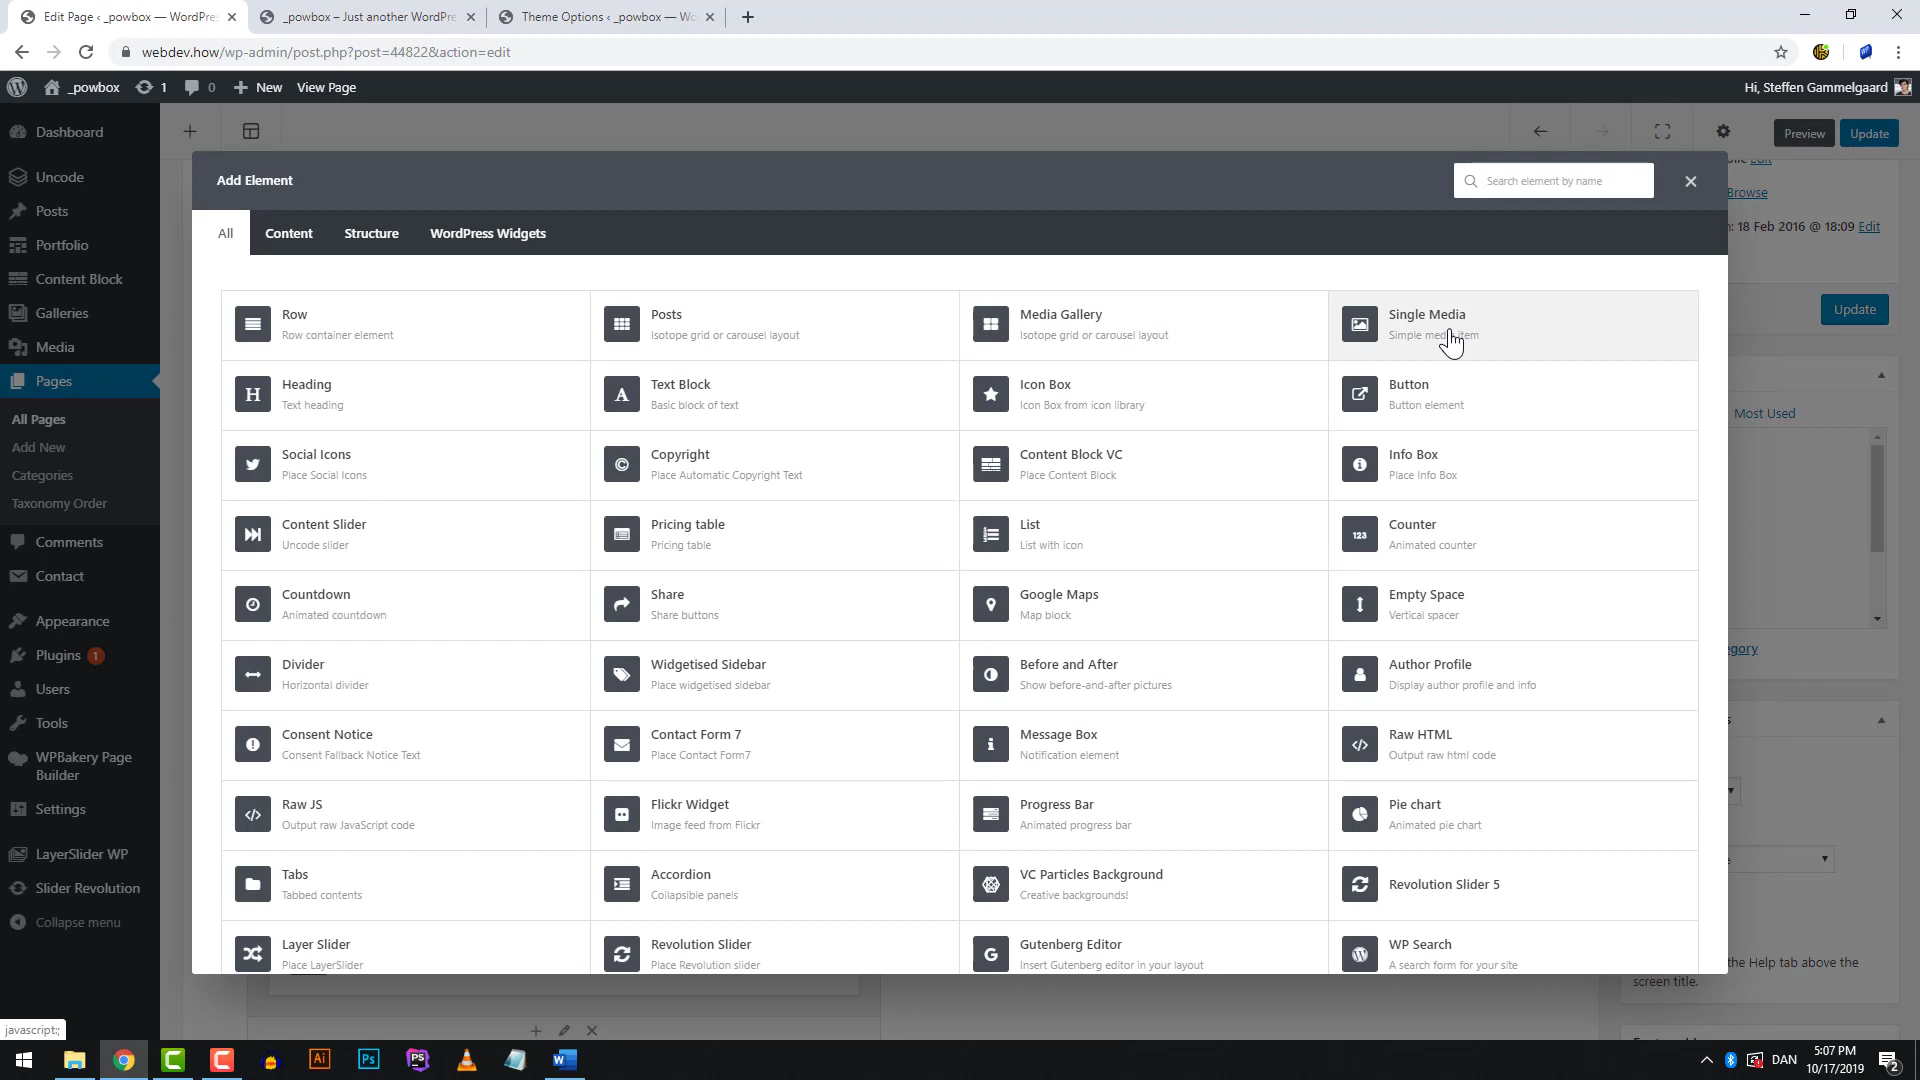 Edit Page ‹ _powbox — WordPres
_powbox – Just another WordPre
Theme Options ‹ _powbox — Wo
webdev.how/wp-admin/post.php?post=44822&action=edit
_powbox
1
0
New
View Page
Hi, Steffen Gammelgaard
Dashboard
Uncode
Posts
Portfolio
Content Block
Galleries
Media
Pages
All Pages
Add New
Categories
Taxonomy Order
Comments
Contact
Appearance
Plugins 1
Users
Tools
WPBakery Page
Builder
Settings
LayerSlider WP
Slider Revolution
Collapse menu
Preview
Update
Edit
Browse
18 Feb 2016 @ 18:09 Edit
Update
Most Used
the Help tab above the
screen title.
Add Element
Search element by name
All
Content
Structure
WordPress Widgets
Row
Row container element
Posts
Isotope grid or carousel layout
Media Gallery
Isotope grid or carousel layout
Single Media
Simple media item
Heading
Text heading
Text Block
Basic block of text
Icon Box
Icon Box from icon library
Button
Button element
Social Icons
Place Social Icons
Copyright
Place Automatic Copyright Text
Content Block VC
Place Content Block
Info Box
Place Info Box
Content Slider
Uncode slider
Pricing table
Pricing table
List
List with icon
123
Counter
Animated counter
Countdown
Animated countdown
Share
Share buttons
Google Maps
Map block
Empty Space
Vertical spacer
Divider
Horizontal divider
Widgetised Sidebar
Place widgetised sidebar
Before and After
Show before-and-after pictures
Author Profile
Display author profile and info
Consent Notice
Consent Fallback Notice Text
Contact Form 7
Place Contact Form7
Message Box
Notification element
Raw HTML
Output raw html code
Raw JS
Output raw JavaScript code
Flickr Widget
Image feed from Flickr
Progress Bar
Animated progress bar
Pie chart
Animated pie chart
Tabs
Tabbed contents
Accordion
Collapsible panels
VC Particles Background
Creative backgrounds!
Revolution Slider 5
Layer Slider
Place LayerSlider
Revolution Slider
Place Revolution slider
Gutenberg Editor
Insert Gutenberg editor in your layout
WP Search
A search form for your site
javascript:;
DAN
5:07 PM
10/17/2019
2